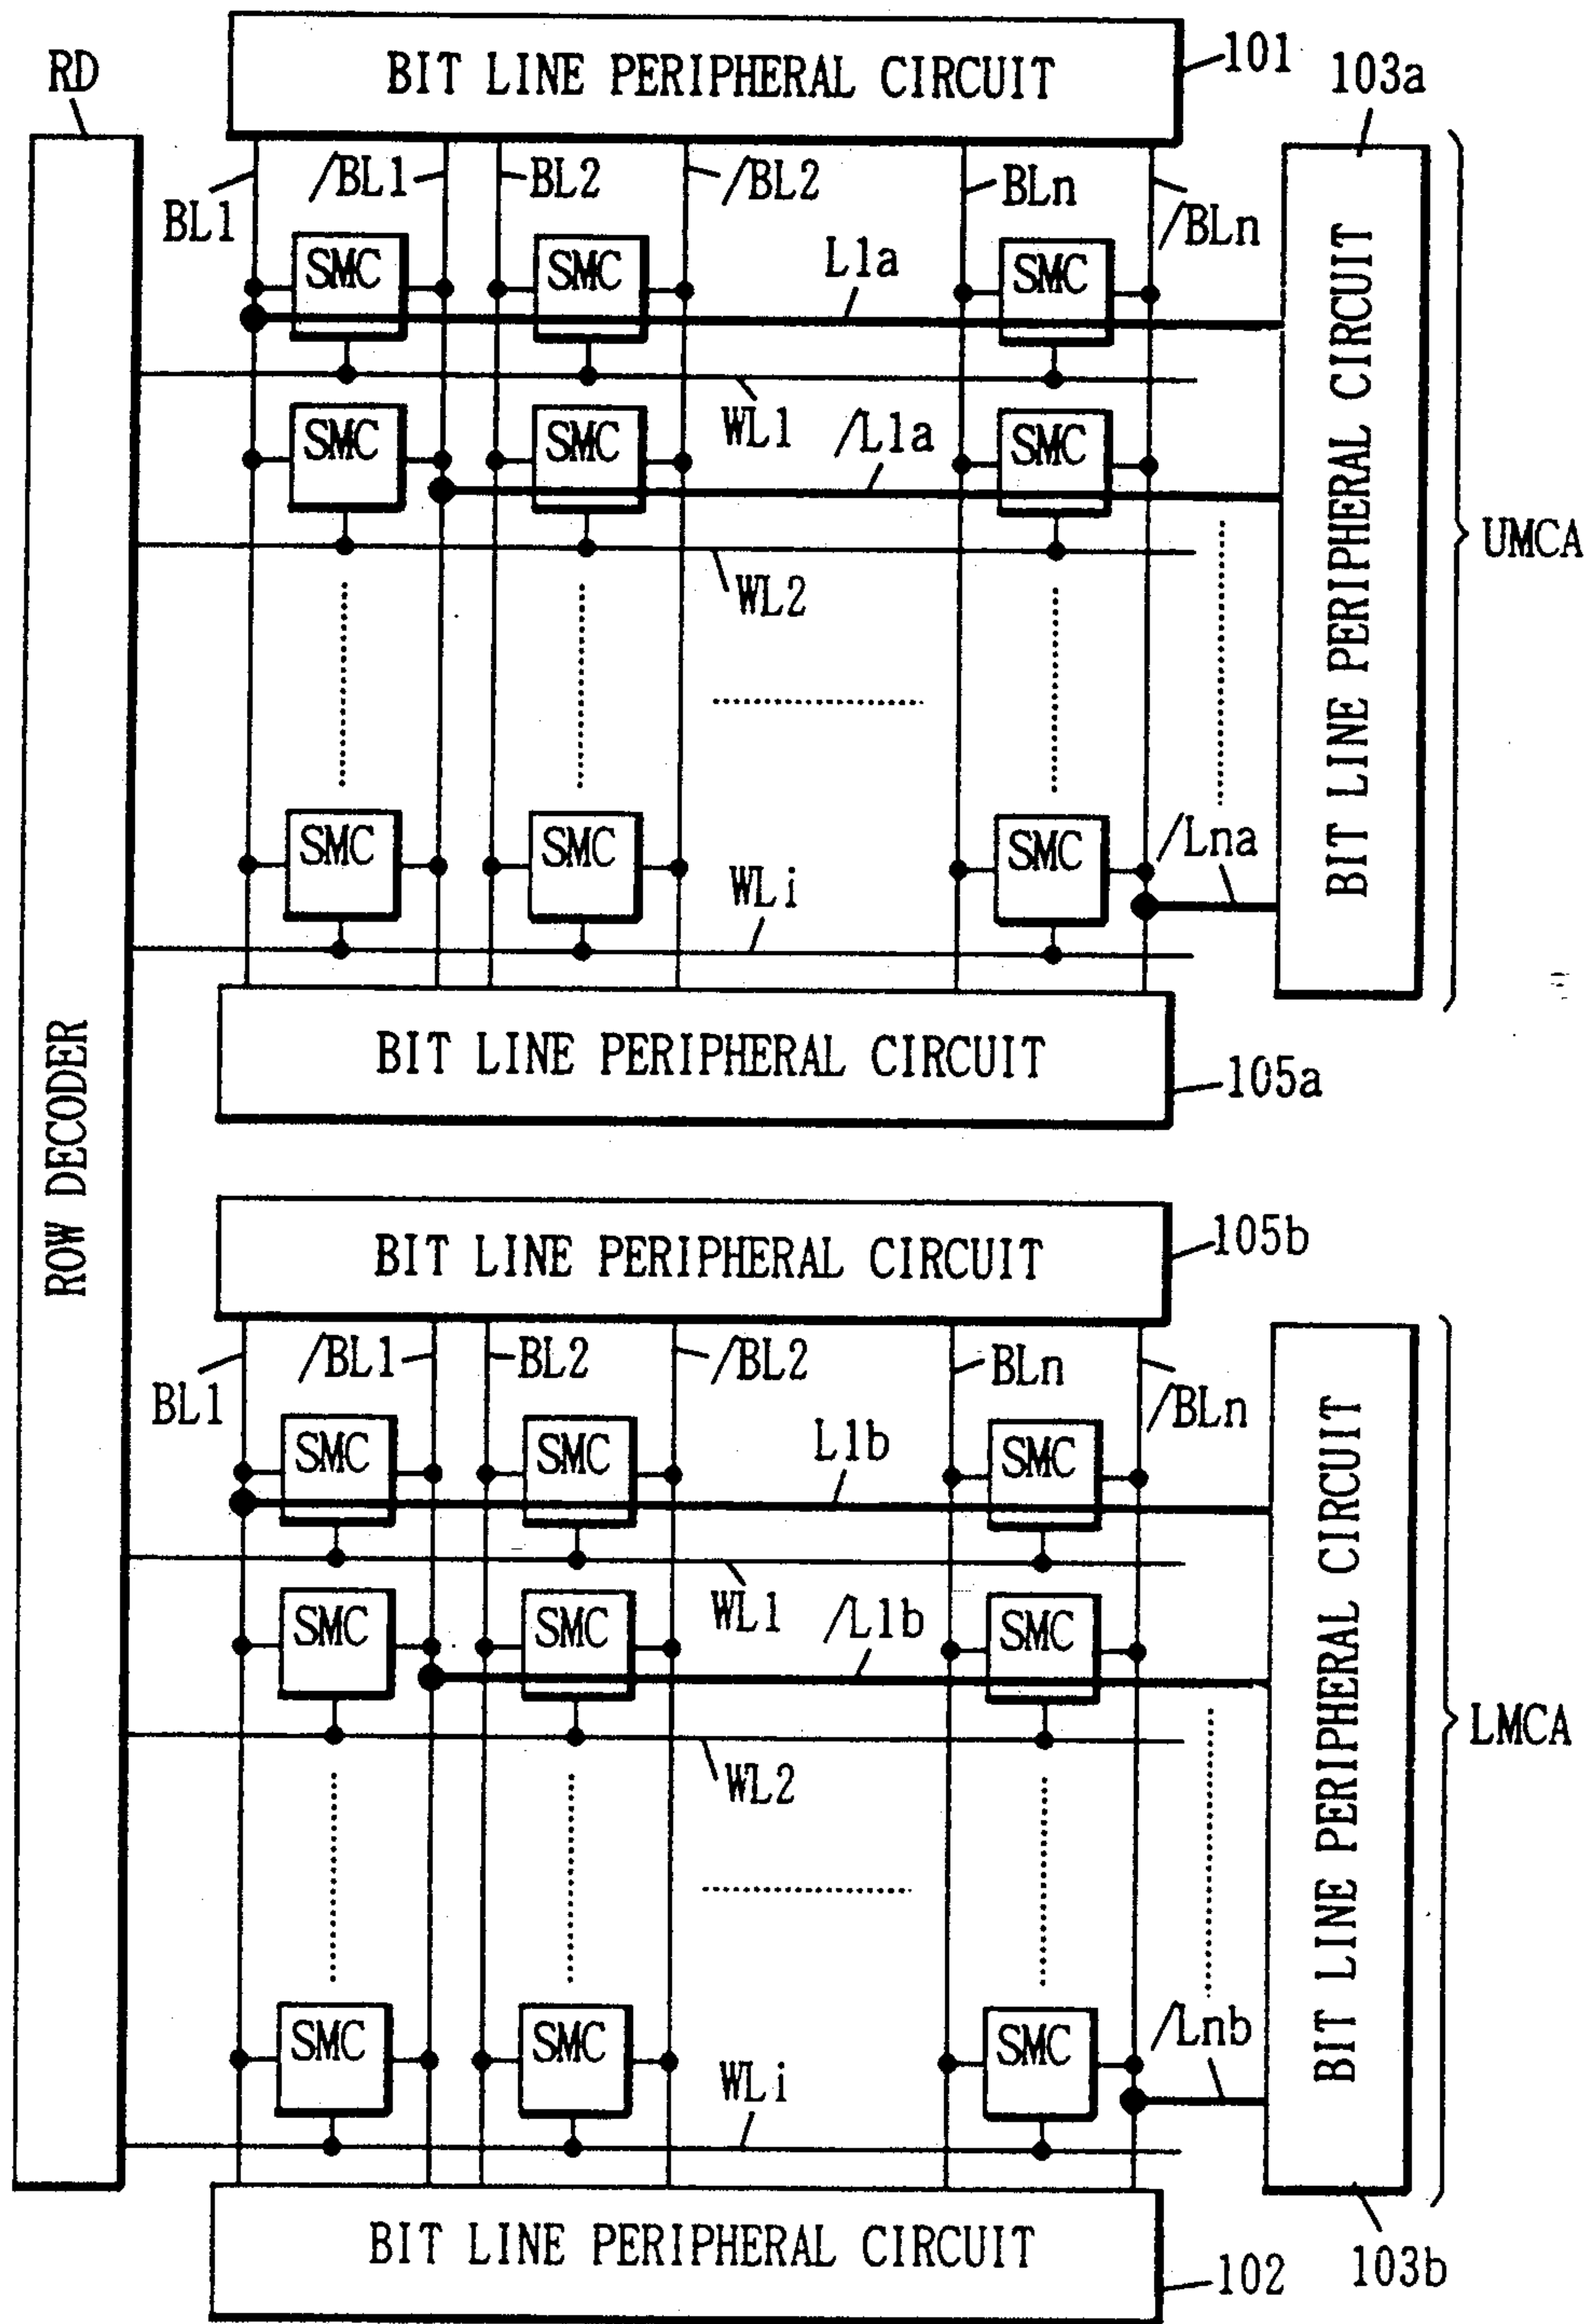 BIT LINE PERIPHERAL CIRCUIT
101
RD
103a
BL1
/BL1
BL2
/BL2
BLn
/BLn
SMC
SMC
SMC
L1a
WL1
SMC
SMC
SMC
/L1a
WL2
BIT LINE PERIPHERAL CIRCUIT
UMCA
SMC
SMC
SMC
/Lna
WLi
BIT LINE PERIPHERAL CIRCUIT
105a
ROW DECODER
BIT LINE PERIPHERAL CIRCUIT
105b
BL1
/BL1
BL2
/BL2
BLn
/BLn
SMC
SMC
SMC
L1b
WL1
SMC
SMC
SMC
/L1b
WL2
BIT LINE PERIPHERAL CIRCUIT
LMCA
SMC
SMC
SMC
/Lnb
WLi
BIT LINE PERIPHERAL CIRCUIT
102
103b